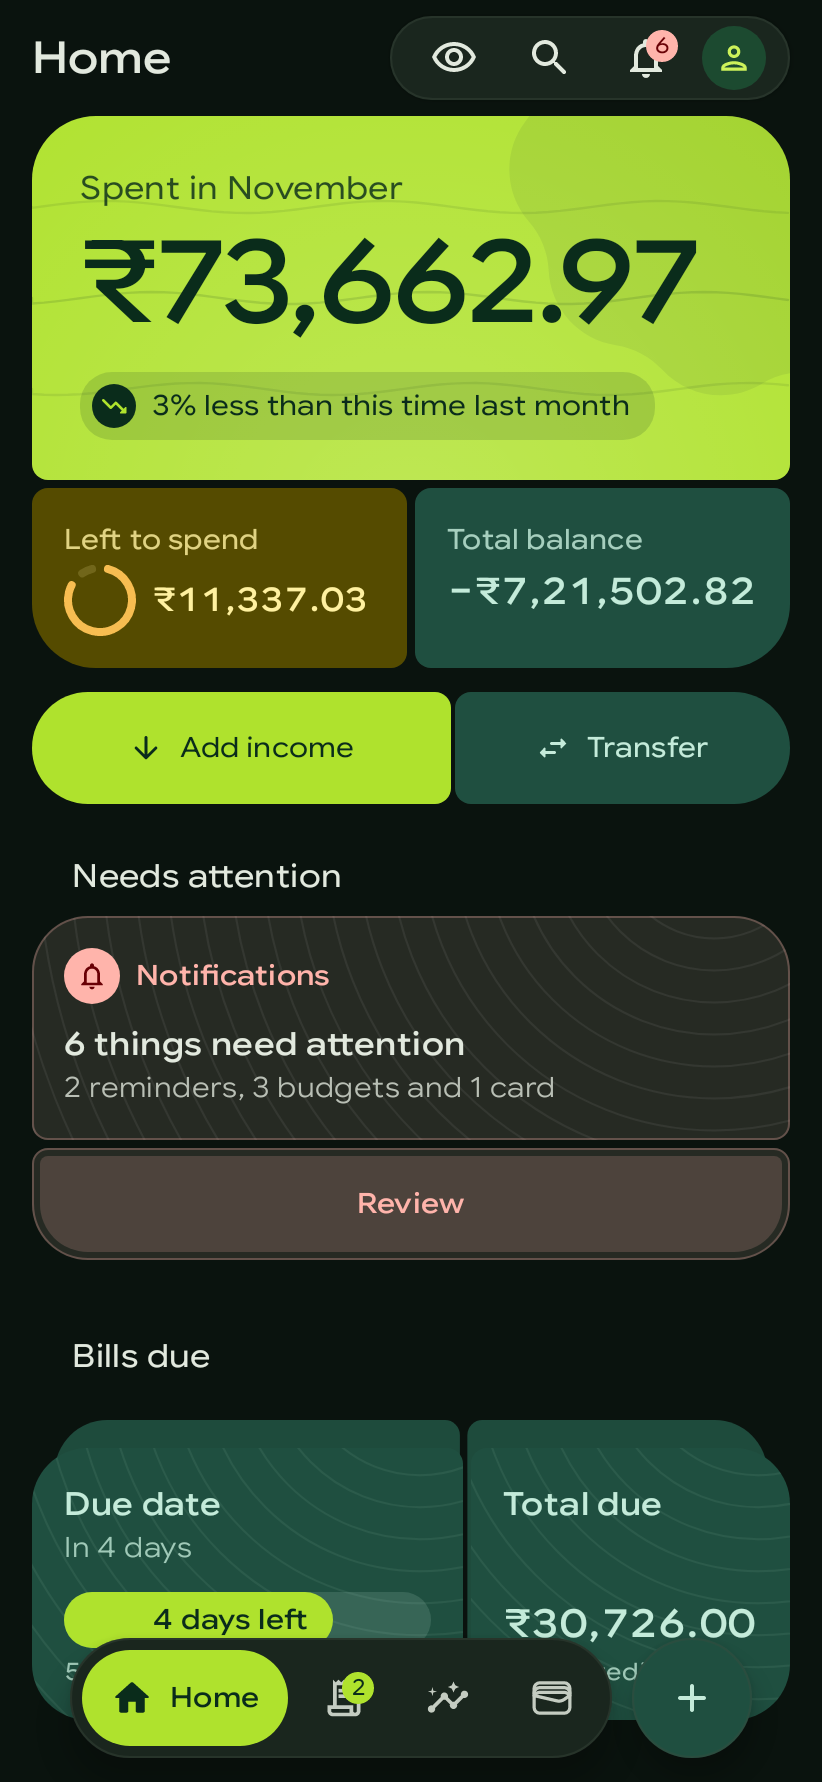 Home
6
Spent in November
₹73,662.97
3% less than this time last month
Left to spend
₹11,337.03
Total balance
-₹7,21,502.82
Add income
Transfer
Needs attention
Notifications
6 things need attention
2 reminders, 3 budgets and 1 card
Review
Bills due
Due date
In 4 days
4 days left
Total due
₹30,726.00
Home
2